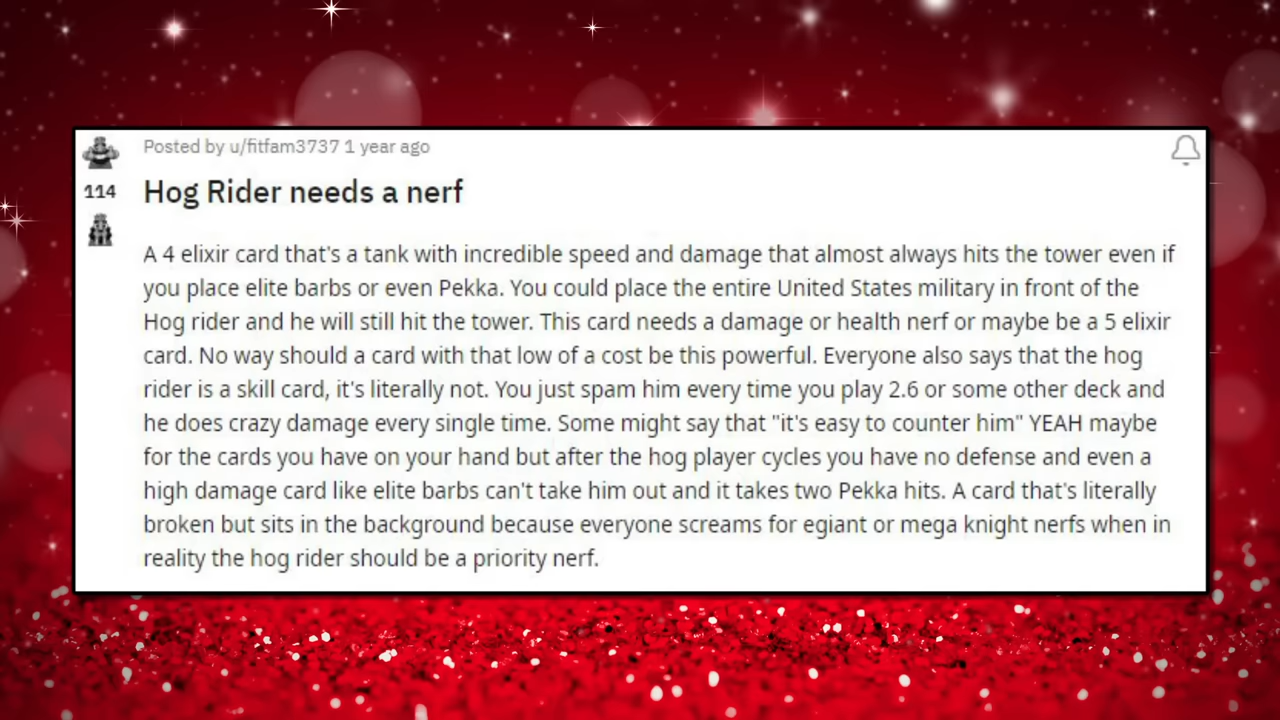 Posted by u/fitfam3737 1 year ago
114
Hog Rider needs a nerf
A 4 elixir card that's a tank with incredible speed and damage that almost always hits the tower even if
you place elite barbs or even Pekka. You could place the entire United States military in front of the
Hog rider and he will still hit the tower. This card needs a damage or health nerf or maybe be a 5 elixir
card. No way should a card with that low of a cost be this powerful. Everyone also says that the hog
rider is a skill card, it's literally not. You just spam him every time you play 2.6 or some other deck and
he does crazy damage every single time. Some might say that "it's easy to counter him" YEAH maybe
for the cards you have on your hand but after the hog player cycles you have no defense and even a
high damage card like elite barbs can't take him out and it takes two Pekka hits. A card that's literally
broken but sits in the background because everyone screams for egiant or mega knight nerfs when in
reality the hog rider should be a priority nerf.